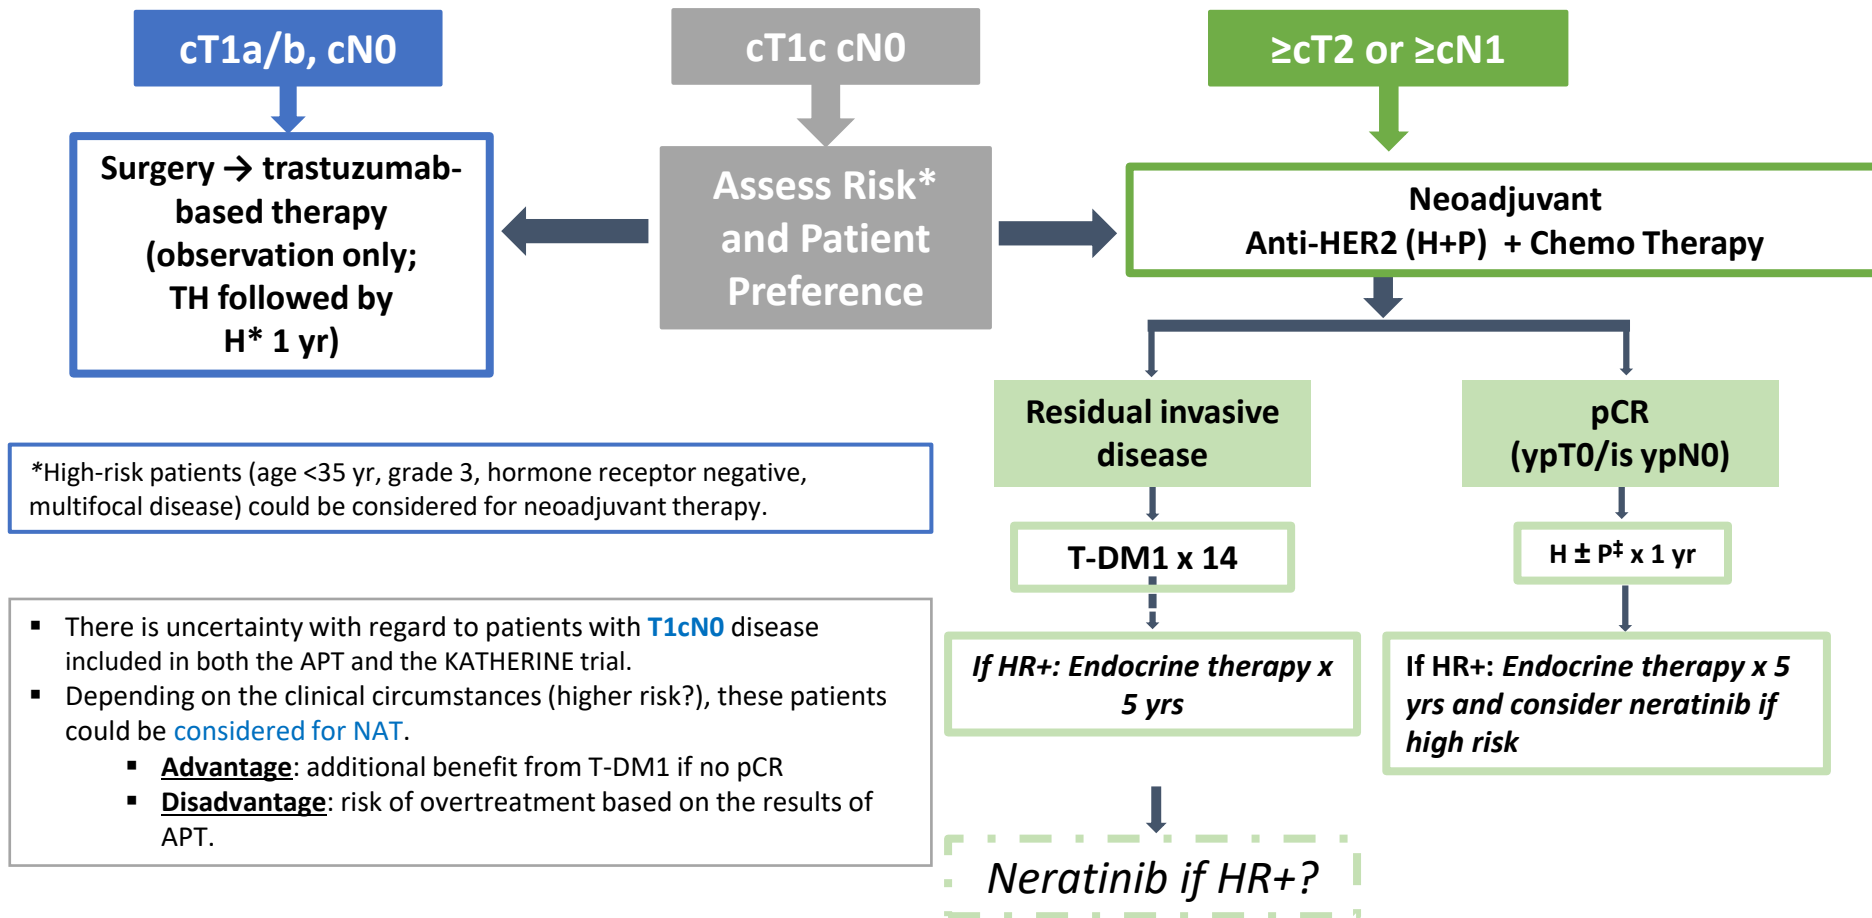 cT1a/b, cN0
cT1c cN0
≥cT2 or ≥cN1
Surgery → trastuzumab-
based therapy
(observation only;
TH followed by
H* 1 yr)
Assess Risk*
and Patient
Preference
Neoadjuvant
Anti-HER2 (H+P) + Chemo Therapy
Residual invasive
disease
pCR
(ypT0/is ypN0)
*High-risk patients (age <35 yr, grade 3, hormone receptor negative,
multifocal disease) could be considered for neoadjuvant therapy.
T-DM1 x 14
H ± P‡ x 1 yr
▪ There is uncertainty with regard to patients with T1cN0 disease
included in both the APT and the KATHERINE trial.
▪ Depending on the clinical circumstances (higher risk?), these patients
could be considered for NAT.
▪ Advantage: additional benefit from T-DM1 if no pCR
▪ Disadvantage: risk of overtreatment based on the results of
APT.
If HR+: Endocrine therapy x
5 yrs
If HR+: Endocrine therapy x 5
yrs and consider neratinib if
high risk
Neratinib if HR+?